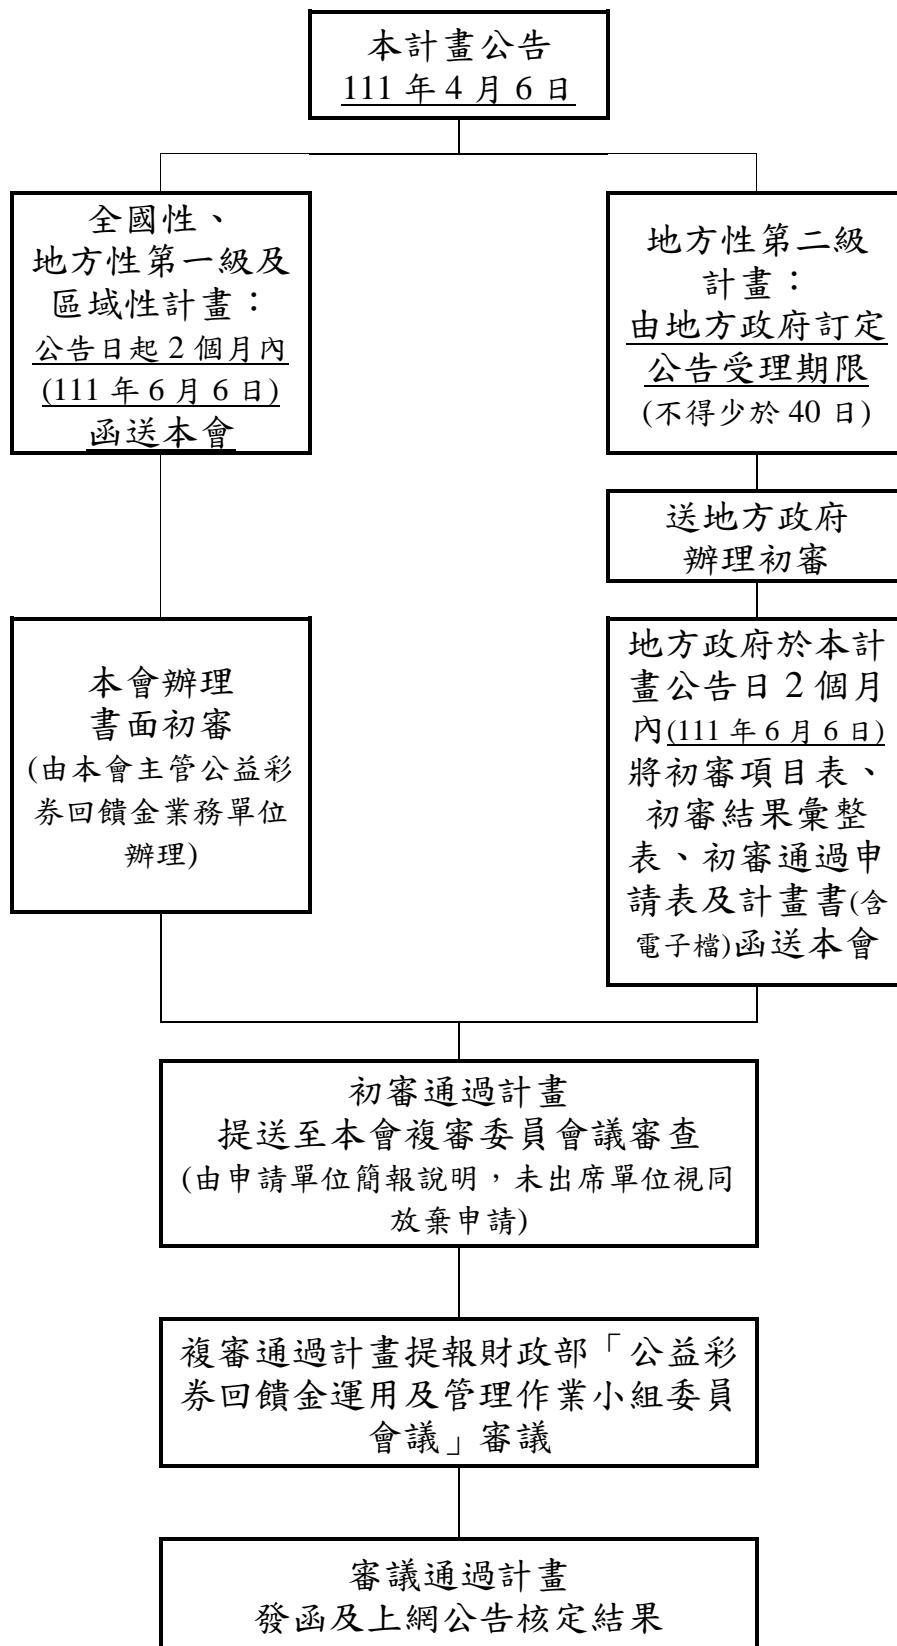 本計畫公告
111 年 4 月 6 日
全國性、
地方性第一級及
區域性計畫：
公告日起 2 個月內
(111 年 6 月 6 日)
函送本會
地方性第二級
計畫：
由地方政府訂定
公告受理期限
(不得少於 40 日)
送地方政府
辦理初審
本會辦理
書面初審
(由本會主管公益彩
券回饋金業務單位
辦理)
地方政府於本計
畫公告日 2 個月
內(111 年 6 月 6 日)
將初審項目表、
初審結果彙整
表、初審通過申
請表及計畫書(含
電子檔)函送本會
初審通過計畫
提送至本會複審委員會議審查
(由申請單位簡報說明，未出席單位視同
放棄申請)
複審通過計畫提報財政部「公益彩
券回饋金運用及管理作業小組委員
會議」審議
審議通過計畫
發函及上網公告核定結果